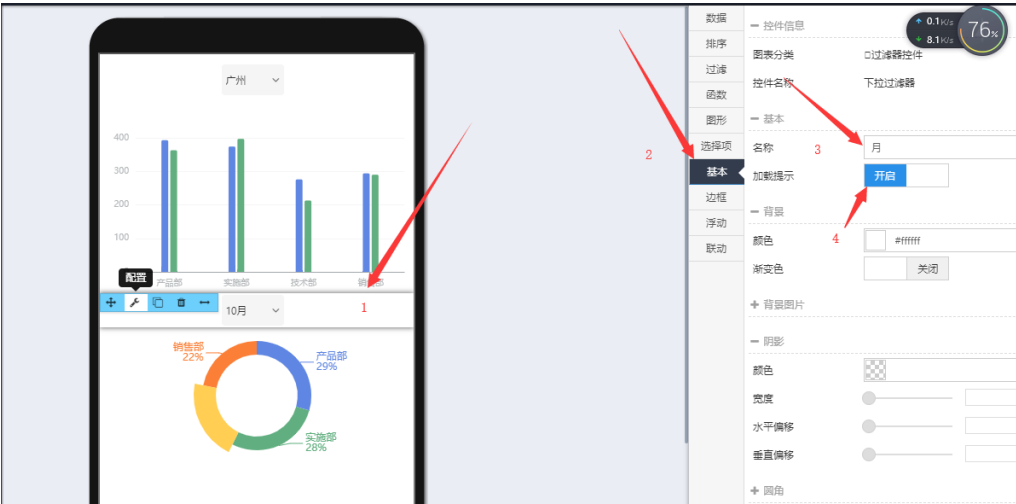 广州
400
300
200
100
产品部 实施部 技术部 销售部
配置
10月
1
销售部
22%
产品部
29%
实施部
28%
数据
排序
过滤
函数
图形
选择项
基本
边框
浮动
联动
2
控件信息
图表分类 过滤器控件
控件名称 下拉过滤器
基本
名称 3 月
加载提示 开启
4
背景
颜色 #ffffff
渐变色 关闭
背景图片
阴影
颜色
宽度
水平偏移
垂直偏移
圆角
0.1K/s
8.1K/s
76%